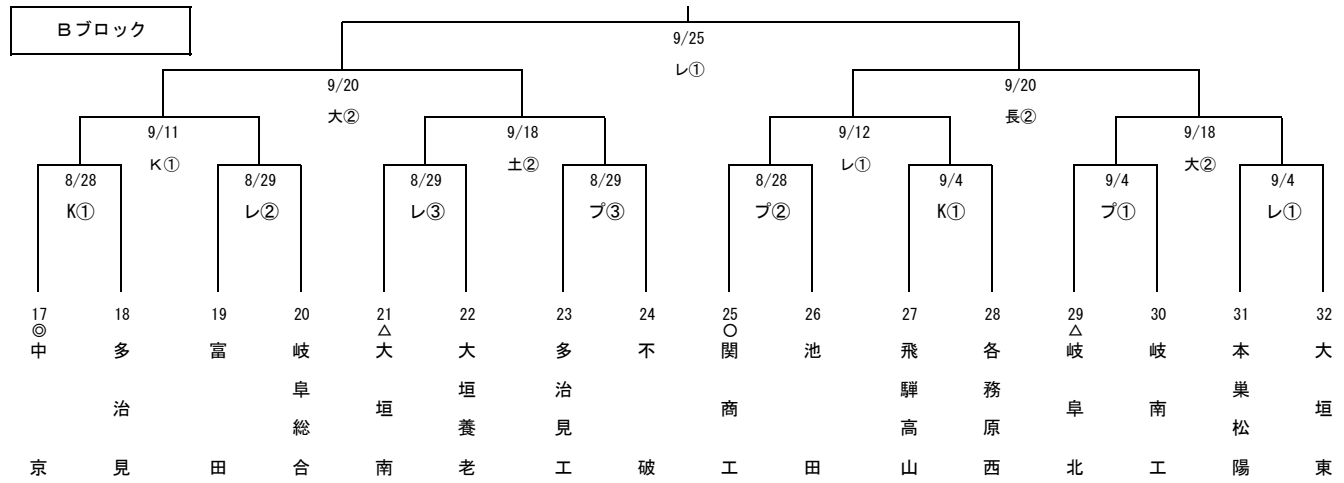 Bブロック
9/25
レ①
9/20 9/20
大② 長②
9/11 9/18 9/12 9/18
K① 土② レ① 大②
8/28 8/29 8/29 8/29 8/28 9/4 9/4 9/4
K① レ② レ③ プ③ プ② K① プ① レ①
17 18 19 20 21 22 23 24 25 26 27 28 29 30 31 32
◎ △ ○ △
中京
多治見
富田
岐阜総合
大垣南
大垣養老
多治見工
不破
関商工
池田
飛騨高山
各務原西
岐阜北
岐南工
本巣松陽
大垣東